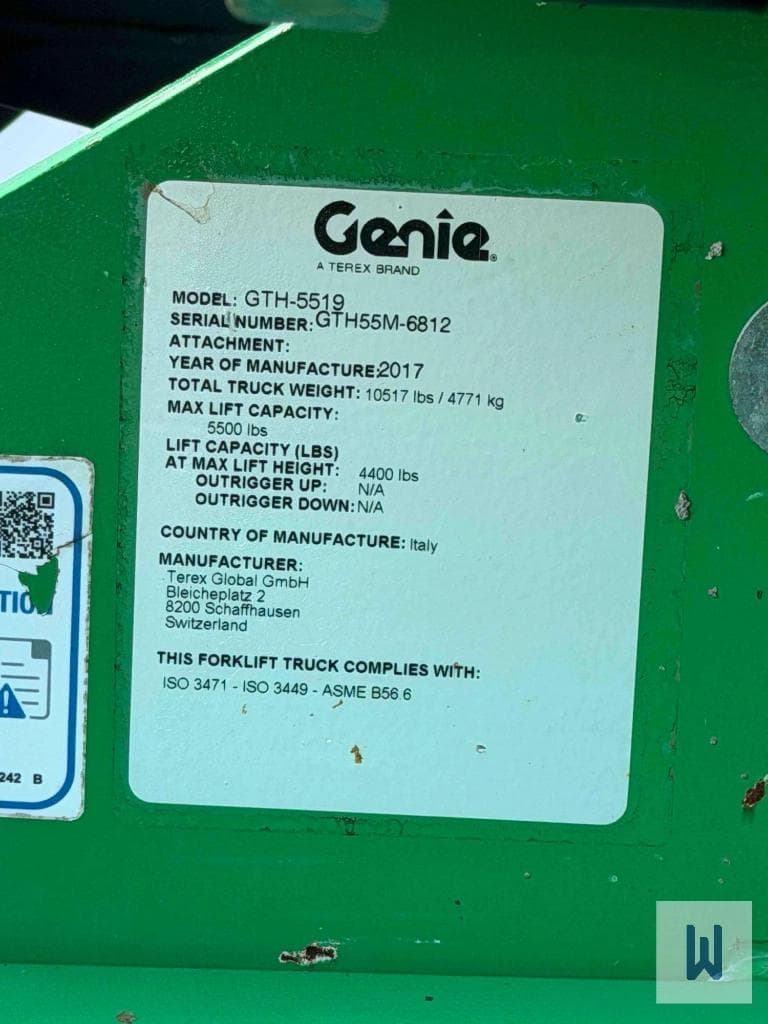 Genie®
A TEREX BRAND
MODEL: GTH-5519
SERIAL NUMBER: GTH55M-6812
ATTACHMENT:
YEAR OF MANUFACTURE: 2017
TOTAL TRUCK WEIGHT: 10517 lbs / 4771 kg
MAX LIFT CAPACITY:
5500 lbs
LIFT CAPACITY (LBS)
AT MAX LIFT HEIGHT: 4400 lbs
OUTRIGGER UP: N/A
OUTRIGGER DOWN: N/A
COUNTRY OF MANUFACTURE: Italy
MANUFACTURER:
Terex Global GmbH
Bleicheplatz 2
8200 Schaffhausen
Switzerland
THIS FORKLIFT TRUCK COMPLIES WITH:
ISO 3471 - ISO 3449 - ASME B56.6
242 B
W